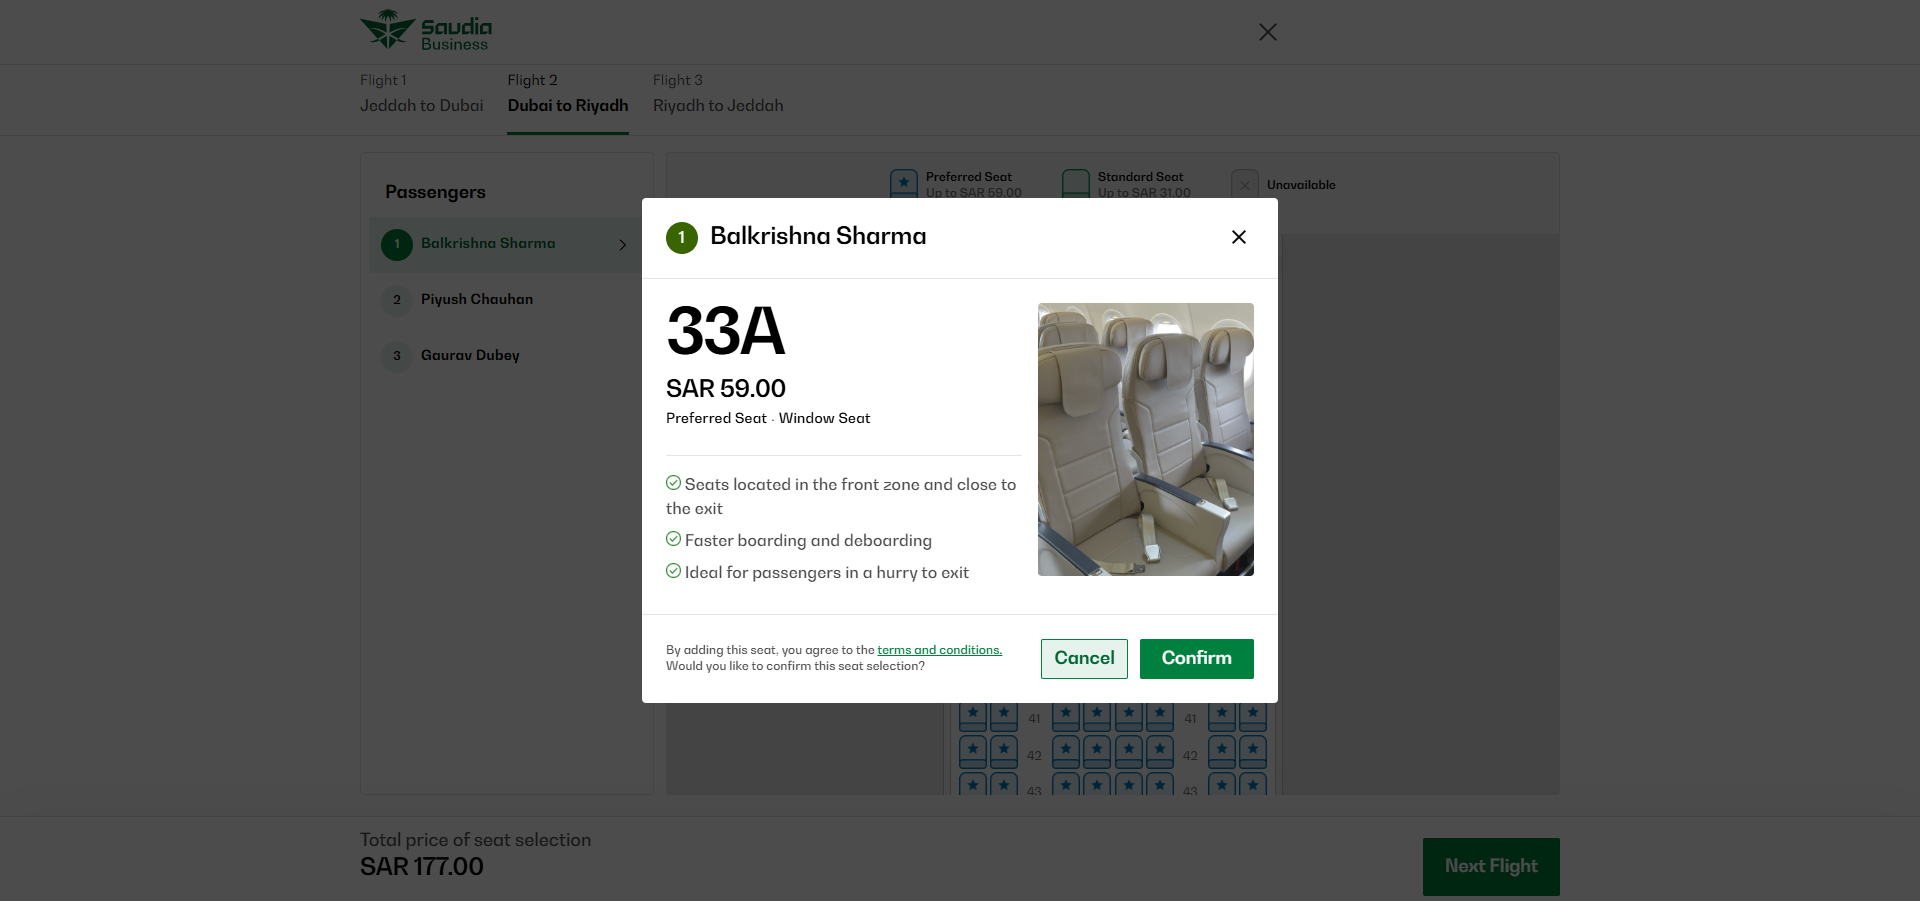 Saudia
Business
Flight 1
Jeddah to Dubai
Flight 2
Dubai to Riyadh
Flight 3
Riyadh to Jeddah
Passengers
1
Balkrishna Sharma
2
Piyush Chauhan
3
Gaurav Dubey
Preferred Seat
Up to SAR 59.00
Standard Seat
Up to SAR 31.00
Unavailable
1
Balkrishna Sharma
33A
SAR 59.00
Preferred Seat · Window Seat
Seats located in the front zone and close to
the exit
Faster boarding and deboarding
Ideal for passengers in a hurry to exit
By adding this seat, you agree to the terms and conditions.
Would you like to confirm this seat selection?
Cancel
Confirm
41 41
42 42
43 43
Total price of seat selection
SAR 177.00
Next Flight